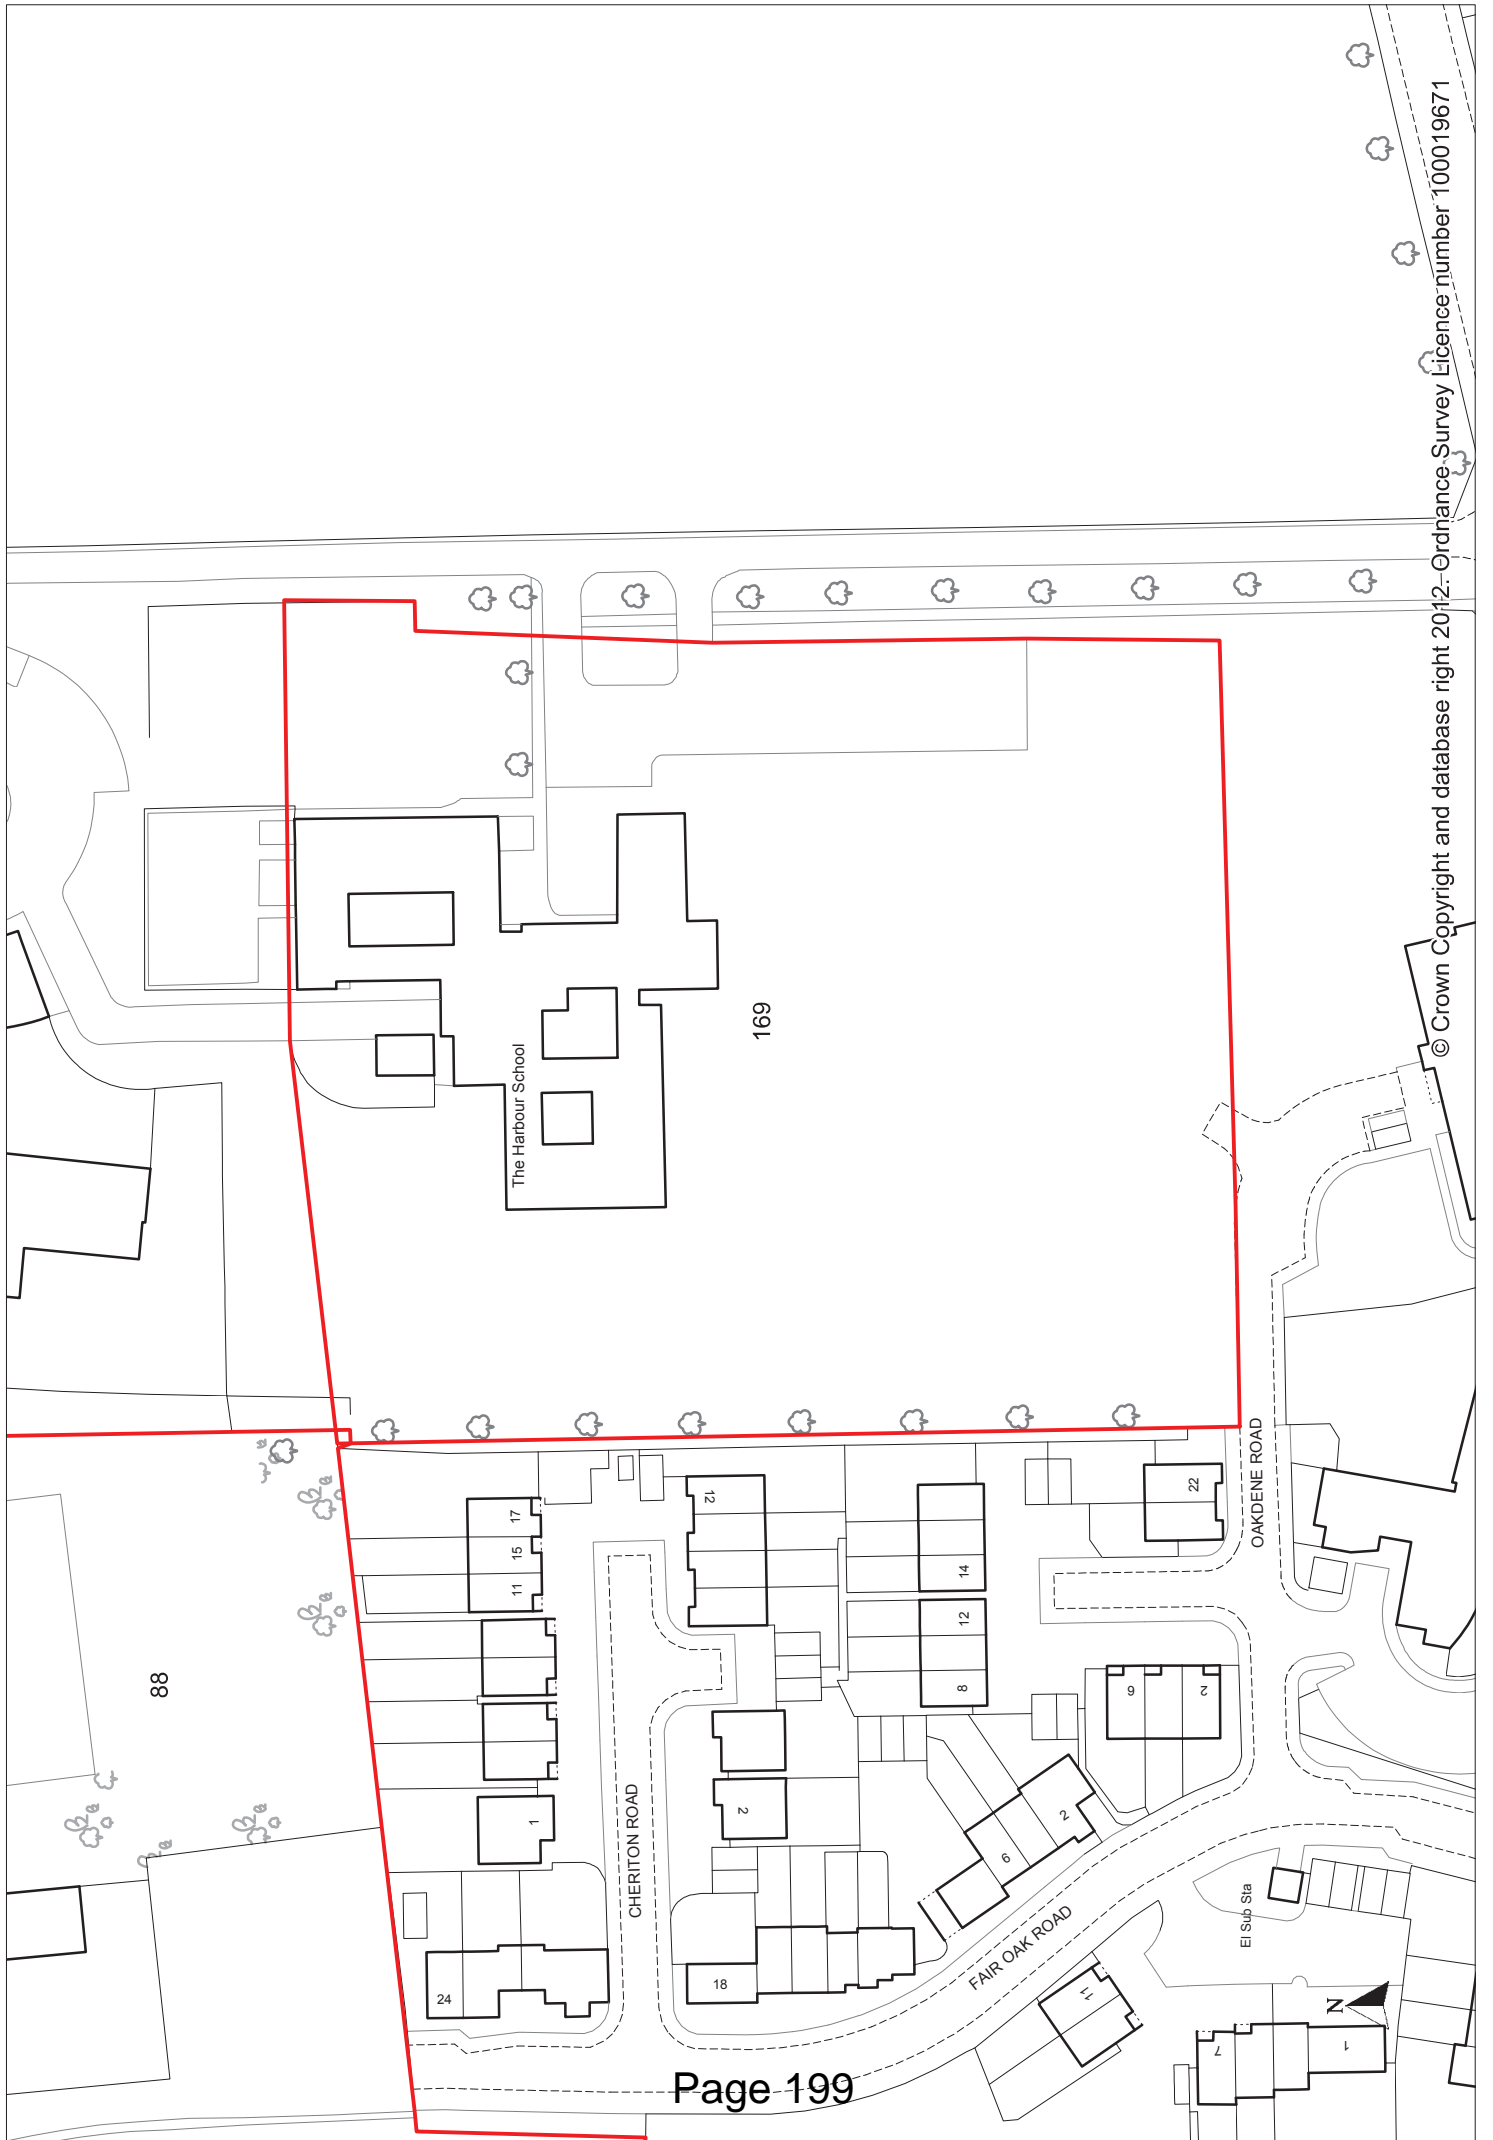 © Crown Copyright and database right 2012. Ordnance Survey Licence number 100019671
The Harbour School
169
88
17
15
11
12
14
12
8
22
OAKDENE ROAD
6
2
1
2
CHERITON ROAD
6
2
24
18
FAIR OAK ROAD
El Sub Sta
11
N
7
1
Page 199